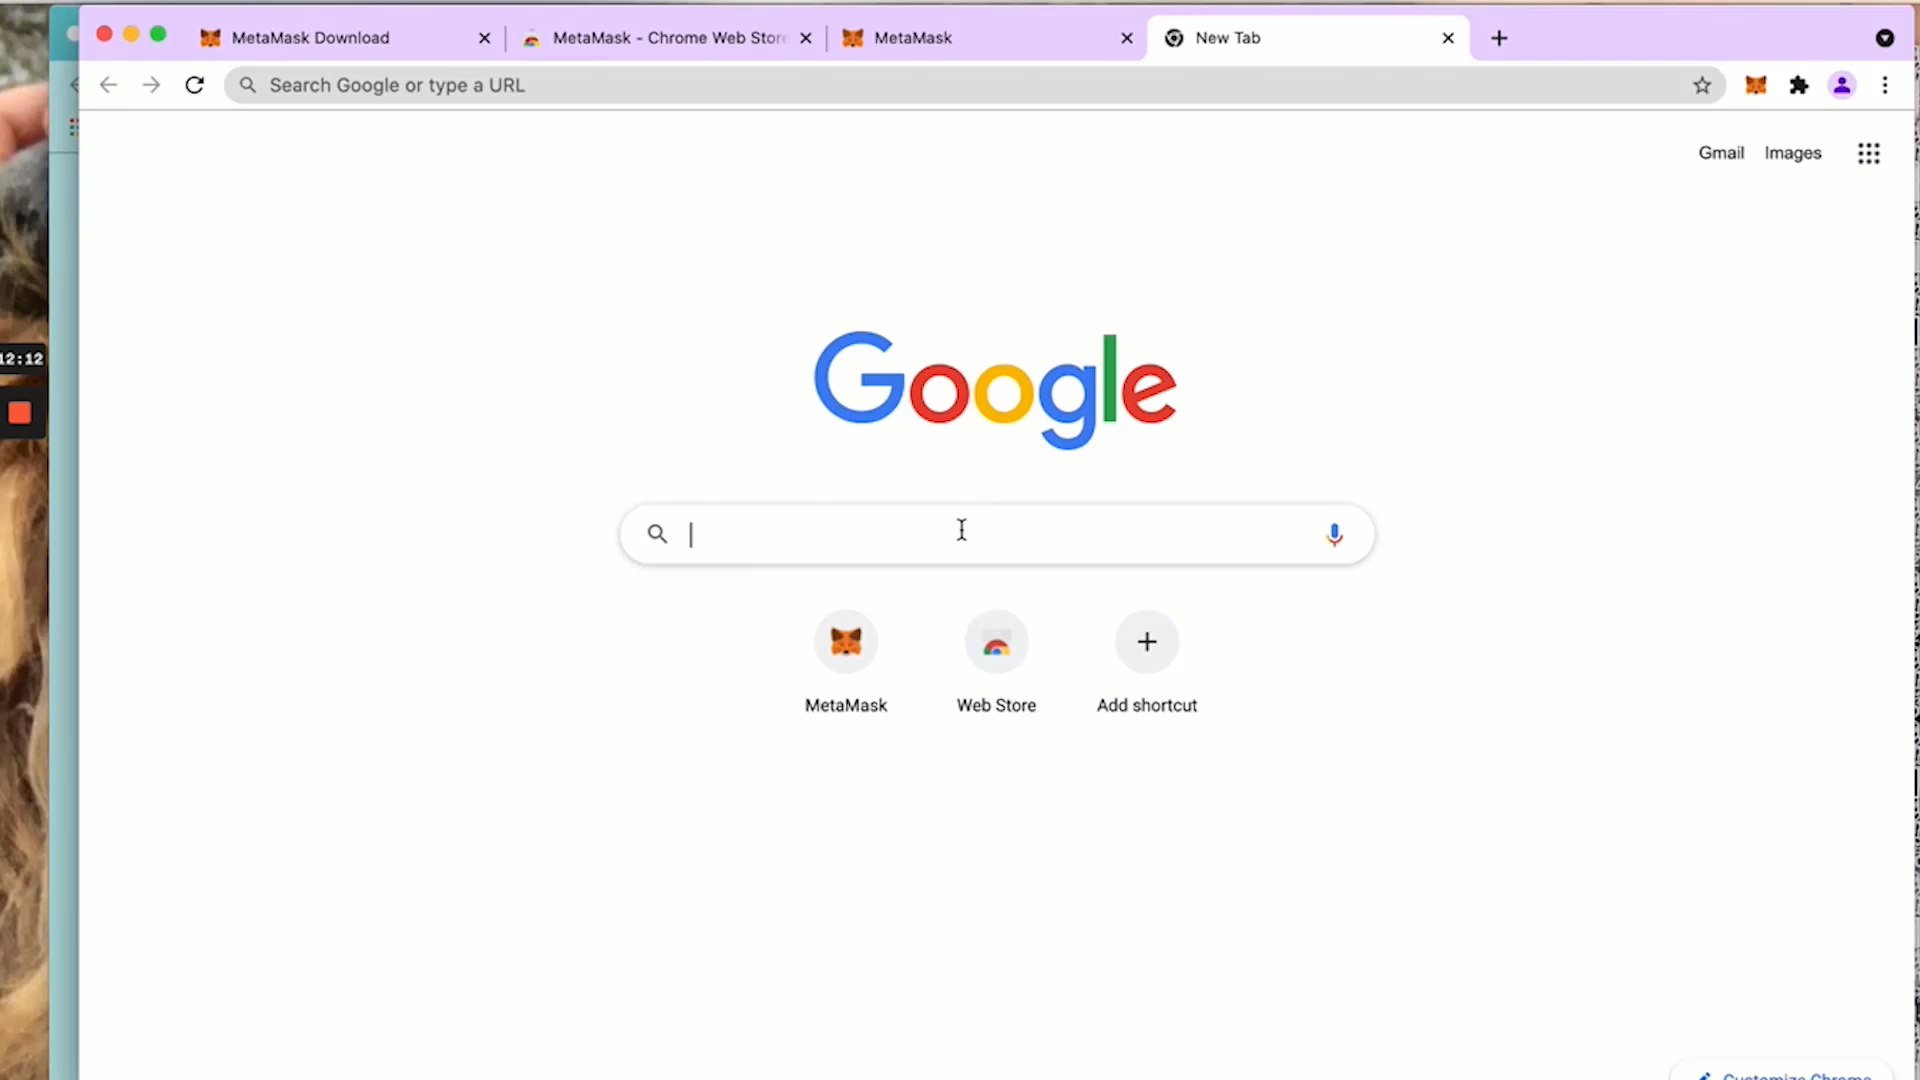 MetaMask Download
MetaMask - Chrome Web Store
MetaMask
New Tab
Search Google or type a URL
Gmail
Images
12:12
Google
MetaMask
Web Store
Add shortcut
Customize Chrome